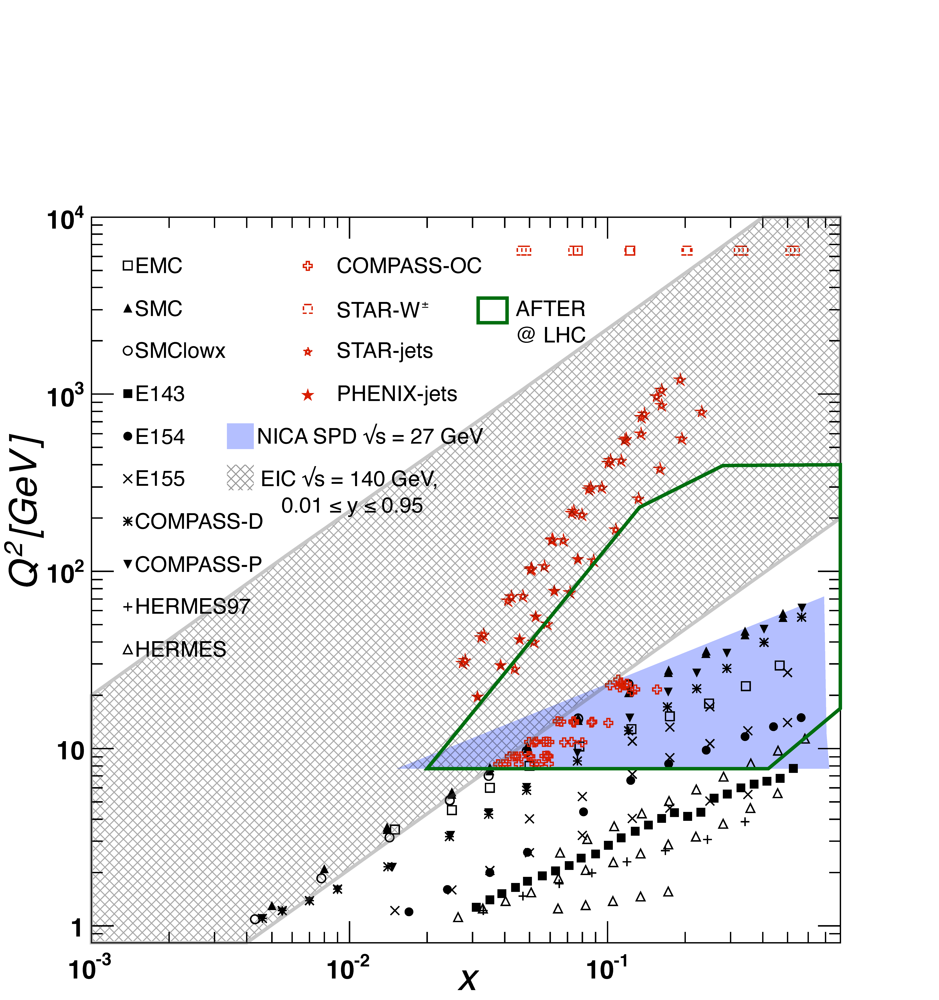 10⁴
10³
10²
10
1
Q² [GeV]
EMC
SMC
SMClowx
E143
E154
E155
COMPASS-D
COMPASS-P
HERMES97
HERMES
COMPASS-OC
STAR-W±
STAR-jets
PHENIX-jets
AFTER
@ LHC
NICA SPD √s = 27 GeV
EIC √s = 140 GeV,
0.01 ≤ y ≤ 0.95
10⁻³
10⁻²
10⁻¹
x